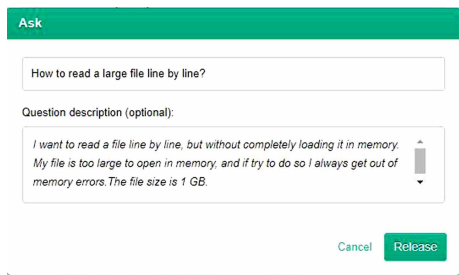 Ask
How to read a large file line by line?
Question description (optional):
I want to read a file line by line, but without completely loading it in memory.
My file is too large to open in memory, and if try to do so I always get out of
memory errors.The file size is 1 GB.
Cancel Release